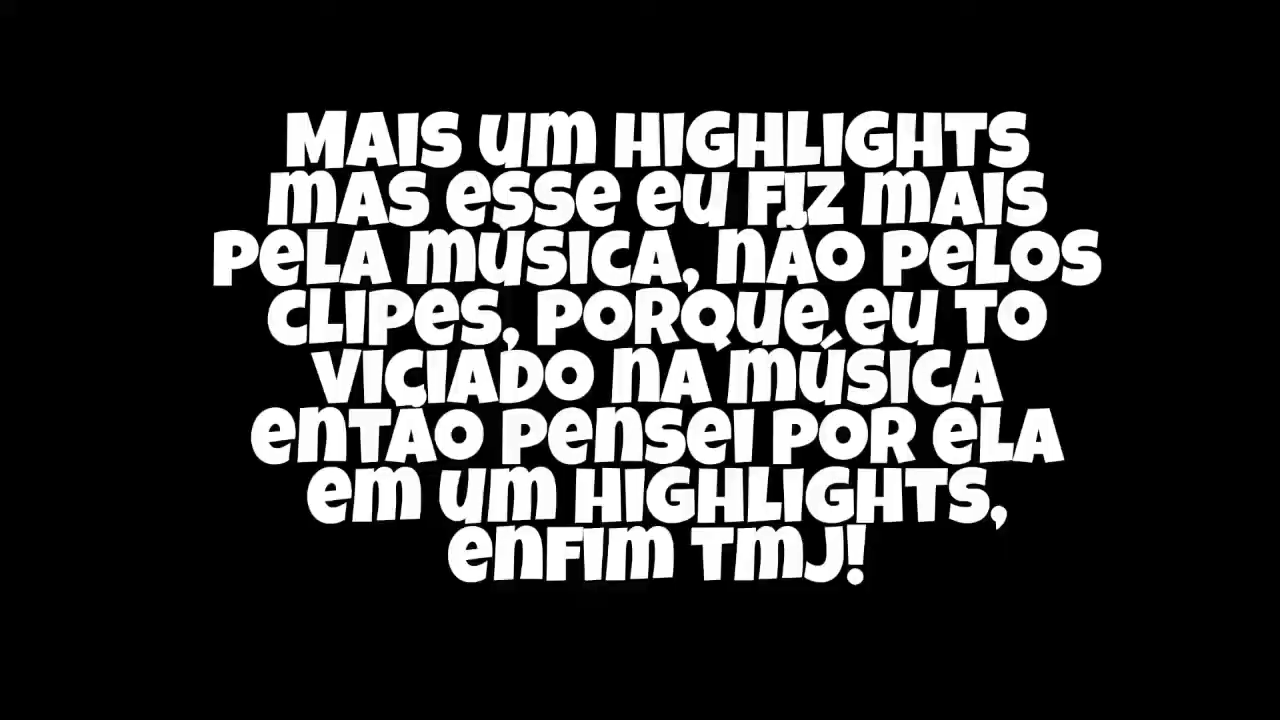 Mais um highlights
mas esse eu fiz mais
pela música, não pelos
clipes, porque eu to
viciado na música
então pensei por ela
em um highlights,
enfim tmj!